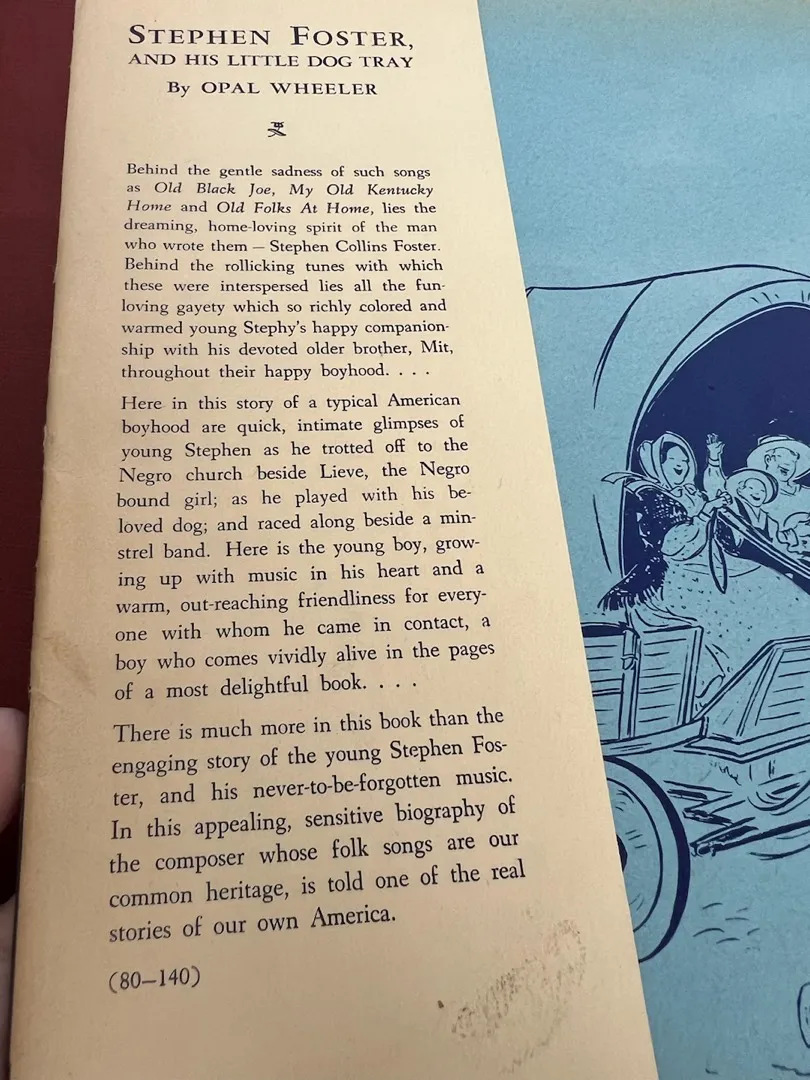 STEPHEN FOSTER,
AND HIS LITTLE DOG TRAY
By OPAL WHEELER
Behind the gentle sadness of such songs
as Old Black Joe, My Old Kentucky
Home and Old Folks At Home, lies the
dreaming, home-loving spirit of the man
who wrote them — Stephen Collins Foster.
Behind the rollicking tunes with which
these were interspersed lies all the fun-
loving gayety which so richly colored and
warmed young Stephy's happy companion-
ship with his devoted older brother, Mit,
throughout their happy boyhood. . . .
Here in this story of a typical American
boyhood are quick, intimate glimpses of
young Stephen as he trotted off to the
Negro church beside Lieve, the Negro
bound girl; as he played with his be-
loved dog; and raced along beside a min-
strel band. Here is the young boy, grow-
ing up with music in his heart and a
warm, out-reaching friendliness for every-
one with whom he came in contact, a
boy who comes vividly alive in the pages
of a most delightful book. . . .
There is much more in this book than the
engaging story of the young Stephen Fos-
ter, and his never-to-be-forgotten music.
In this appealing, sensitive biography of
the composer whose folk songs are our
common heritage, is told one of the real
stories of our own America.
(80—140)